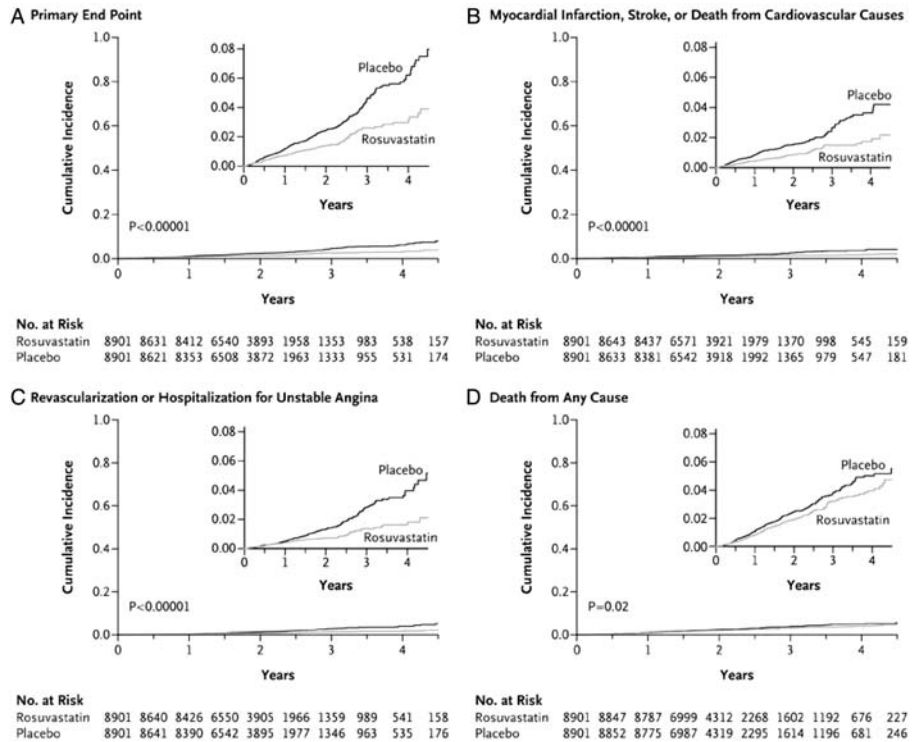 A Primary End Point
1.0
0.8
0.6
0.4
0.2
0.0
Cumulative Incidence
0.08
0.06
0.04
0.02
0.00
Placebo
Rosuvastatin
0 1 2 3 4
Years
P<0.00001
0 1 2 3 4
Years
No. at Risk
Rosuvastatin 8901 8631 8412 6540 3893 1958 1353 983 538 157
Placebo 8901 8621 8353 6508 3872 1963 1333 955 531 174
B Myocardial Infarction, Stroke, or Death from Cardiovascular Causes
1.0
0.8
0.6
0.4
0.2
0.0
Cumulative Incidence
0.08
0.06
0.04
0.02
0.00
Placebo
Rosuvastatin
0 1 2 3 4
Years
P<0.00001
0 1 2 3 4
Years
No. at Risk
Rosuvastatin 8901 8643 8437 6571 3921 1979 1370 998 545 159
Placebo 8901 8633 8381 6542 3918 1992 1365 979 547 181
C Revascularization or Hospitalization for Unstable Angina
1.0
0.8
0.6
0.4
0.2
0.0
Cumulative Incidence
0.08
0.06
0.04
0.02
0.00
Placebo
Rosuvastatin
0 1 2 3 4
Years
P<0.00001
0 1 2 3 4
Years
No. at Risk
Rosuvastatin 8901 8640 8426 6550 3905 1966 1359 989 541 158
Placebo 8901 8641 8390 6542 3895 1977 1346 963 535 176
D Death from Any Cause
1.0
0.8
0.6
0.4
0.2
0.0
Cumulative Incidence
0.08
0.06
0.04
0.02
0.00
Placebo
Rosuvastatin
0 1 2 3 4
Years
P=0.02
0 1 2 3 4
Years
No. at Risk
Rosuvastatin 8901 8847 8787 6999 4312 2268 1602 1192 676 227
Placebo 8901 8852 8775 6987 4319 2295 1614 1196 681 246